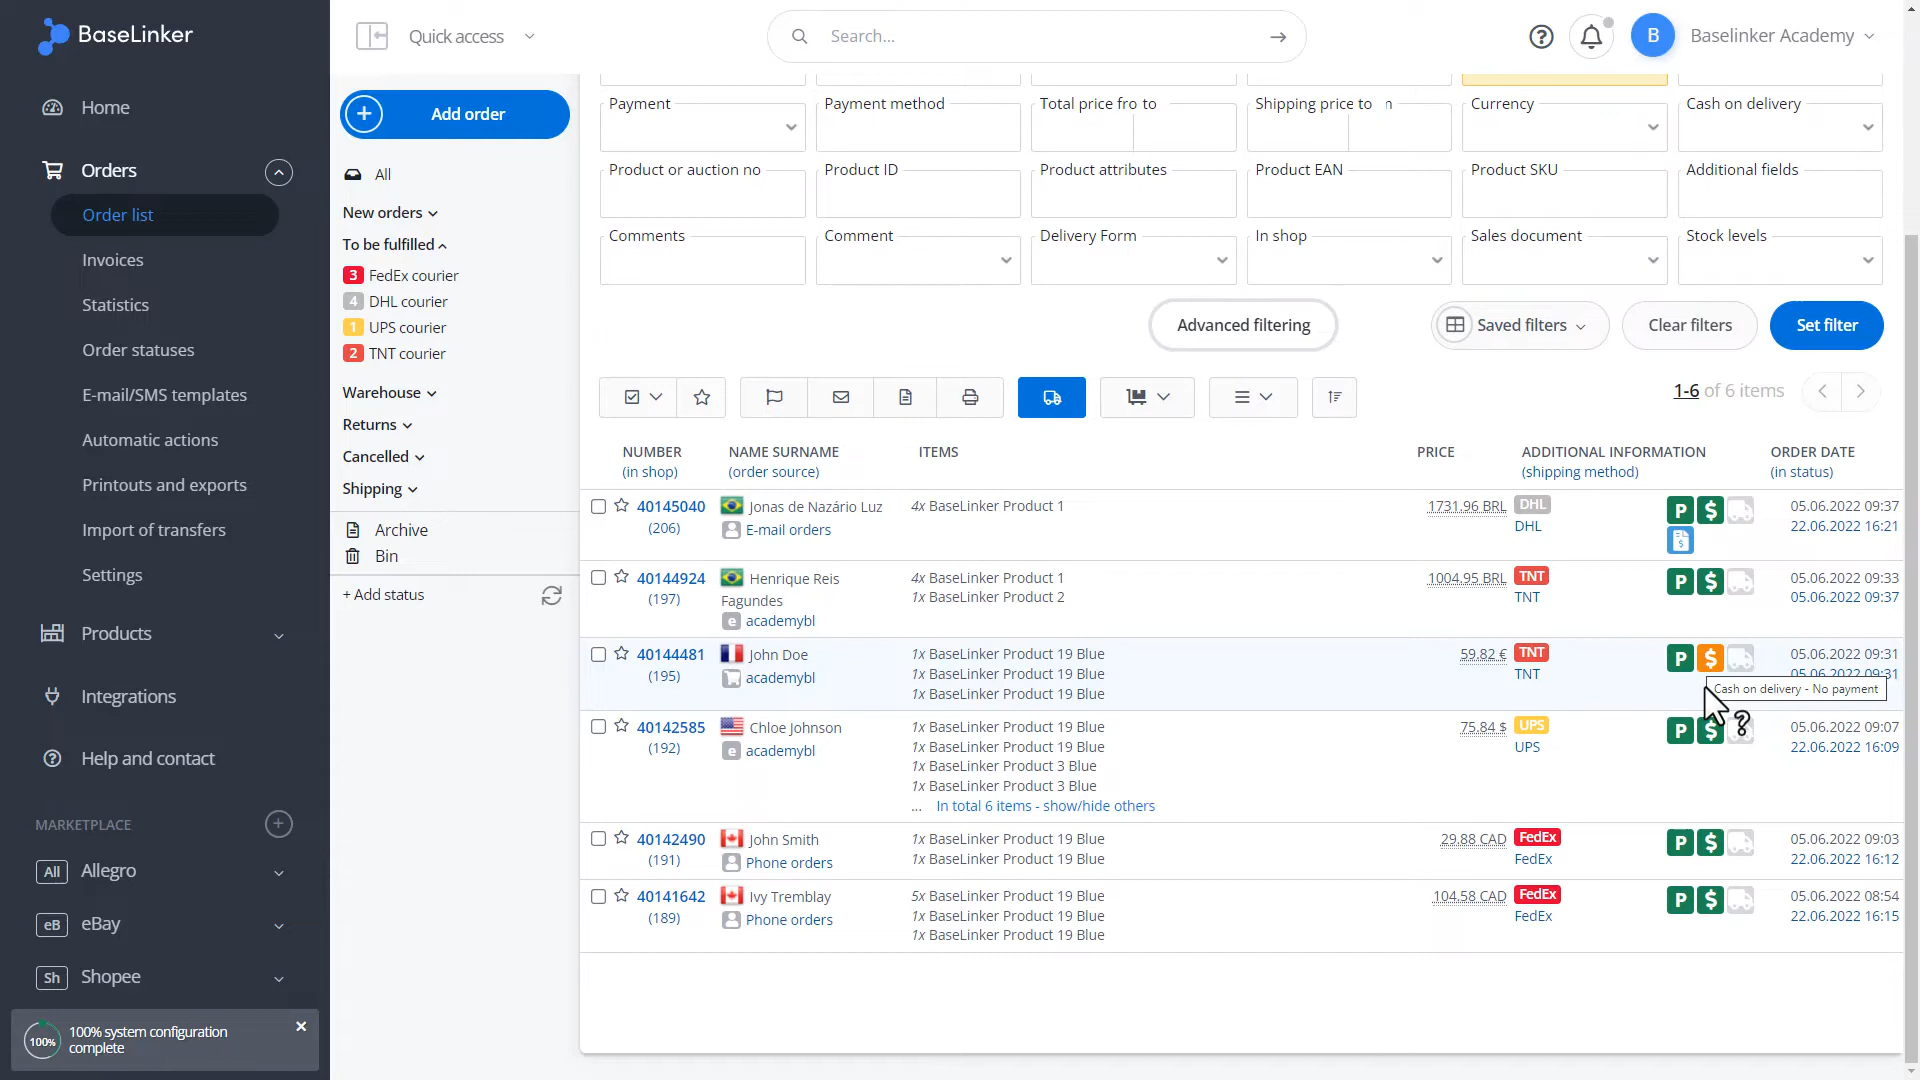 BaseLinker
Quick access
Search...
B
Baselinker Academy
Home
Orders
Order list
Invoices
Statistics
Order statuses
E-mail/SMS templates
Automatic actions
Printouts and exports
Import of transfers
Settings
Products
Integrations
Help and contact
MARKETPLACE
All Allegro
eB eBay
Sh Shopee
100%
100% system configuration
complete
Add order
All
New orders
To be fulfilled
3 FedEx courier
4 DHL courier
1 UPS courier
2 TNT courier
Warehouse
Returns
Cancelled
Shipping
Archive
Bin
+ Add status
Payment
Payment method
Total price fro to
Shipping price to n
Currency
Cash on delivery
Product or auction no
Product ID
Product attributes
Product EAN
Product SKU
Additional fields
Comments
Comment
Delivery Form
In shop
Sales document
Stock levels
Advanced filtering
Saved filters
Clear filters
Set filter
1-6 of 6 items
NUMBER
(in shop)
NAME SURNAME
(order source)
ITEMS
PRICE
ADDITIONAL INFORMATION
(shipping method)
ORDER DATE
(in status)
40145040
(206)
Jonas de Nazário Luz
E-mail orders
4x BaseLinker Product 1
1731.96 BRL
DHL
DHL
P $
$
05.06.2022 09:37
22.06.2022 16:21
40144924
(197)
Henrique Reis
Fagundes
e academybl
4x BaseLinker Product 1
1x BaseLinker Product 2
1004.95 BRL
TNT
TNT
P $
05.06.2022 09:33
05.06.2022 09:37
40144481
(195)
John Doe
academybl
1x BaseLinker Product 19 Blue
1x BaseLinker Product 19 Blue
1x BaseLinker Product 19 Blue
59.82 €
TNT
TNT
P $
05.06.2022 09:31
05.06.2022 09:31
Cash on delivery - No payment
40142585
(192)
Chloe Johnson
e academybl
1x BaseLinker Product 19 Blue
1x BaseLinker Product 19 Blue
1x BaseLinker Product 3 Blue
1x BaseLinker Product 3 Blue
... In total 6 items - show/hide others
75.84 $
UPS
UPS
P $
05.06.2022 09:07
22.06.2022 16:09
40142490
(191)
John Smith
Phone orders
1x BaseLinker Product 19 Blue
1x BaseLinker Product 19 Blue
29.88 CAD
FedEx
FedEx
P $
05.06.2022 09:03
22.06.2022 16:12
40141642
(189)
Ivy Tremblay
Phone orders
5x BaseLinker Product 19 Blue
1x BaseLinker Product 19 Blue
1x BaseLinker Product 19 Blue
104.58 CAD
FedEx
FedEx
P $
05.06.2022 08:54
22.06.2022 16:15